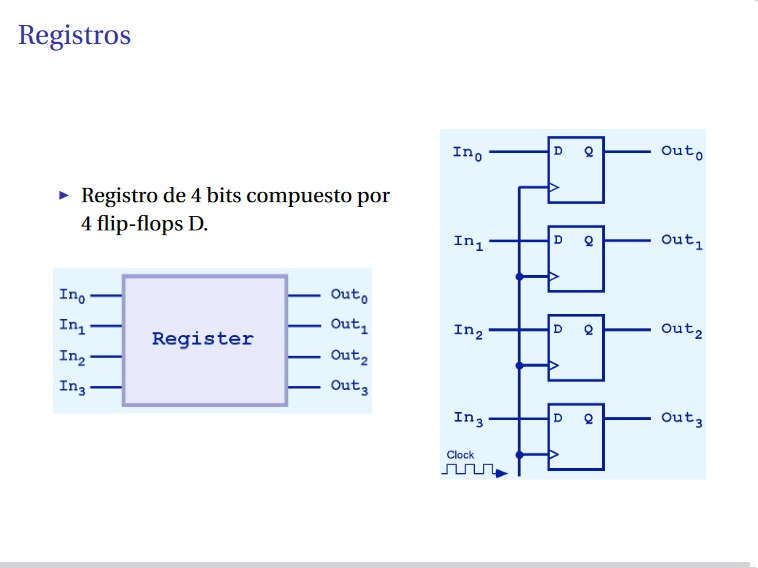 Registros
▶ Registro de 4 bits compuesto por
4 flip-flops D.
In0 Out0
In1 Out1
Register
In2 Out2
In3 Out3
In0 D Q Out0
In1 D Q Out1
In2 D Q Out2
In3 D Q Out3
Clock